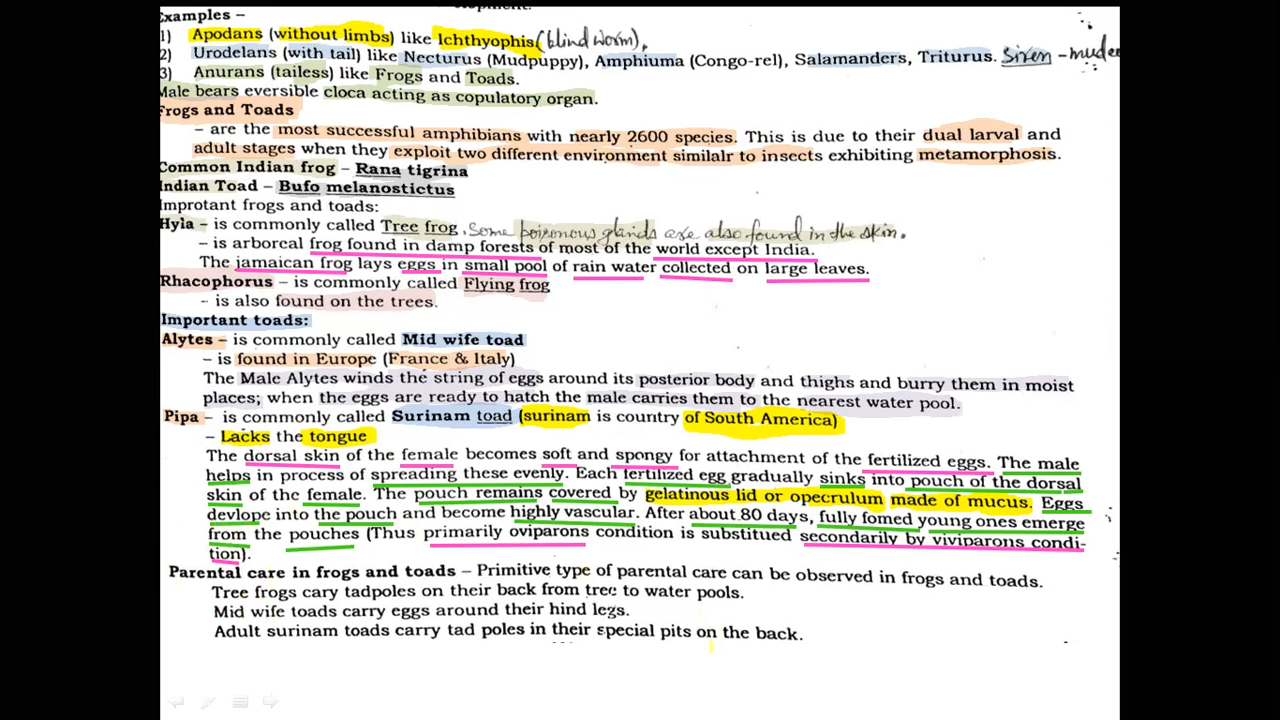 Examples –
1) Apodans (without limbs) like Ichthyophis (blind worm),
2) Urodelans (with tail) like Necturus (Mudpuppy), Amphiuma (Congo-rel), Salamanders, Triturus. Siren -
3) Anurans (tailess) like Frogs and Toads.
Male bears eversible cloca acting as copulatory organ.
Frogs and Toads
– are the most successful amphibians with nearly 2600 species. This is due to their dual larval and
adult stages when they exploit two different environment similalr to insects exhibiting metamorphosis.
Common Indian frog – Rana tigrina
Indian Toad – Bufo melanostictus
Improtant frogs and toads:
Hyia – is commonly called Tree frog. Some poisonous glands are also found in the skin.
– is arboreal frog found in damp forests of most of the world except India.
The jamaican frog lays eggs in small pool of rain water collected on large leaves.
Rhacophorus – is commonly called Flying frog
– is also found on the trees.
Important toads:
Alytes – is commonly called Mid wife toad
– is found in Europe (France & Italy)
The Male Alytes winds the string of eggs around its posterior body and thighs and burry them in moist
places; when the eggs are ready to hatch the male carries them to the nearest water pool.
Pipa – is commonly called Surinam toad (surinam is country of South America)
– Lacks the tongue
The dorsal skin of the female becomes soft and spongy for attachment of the fertilized eggs. The male
helps in process of spreading these evenly. Each fertilized egg gradually sinks into pouch of the dorsal
skin of the female. The pouch remains covered by gelatinous lid or opecrulum made of mucus. Eggs
devlope into the pouch and become highly vascular. After about 80 days, fully fomed young ones emerge
from the pouches (Thus primarily oviparons condition is substitued secondarily by viviparons condi-
tion).
Parental care in frogs and toads – Primitive type of parental care can be observed in frogs and toads.
Tree frogs cary tadpoles on their back from tree to water pools.
Mid wife toads carry eggs around their hind legs.
Adult surinam toads carry tad poles in their special pits on the back.